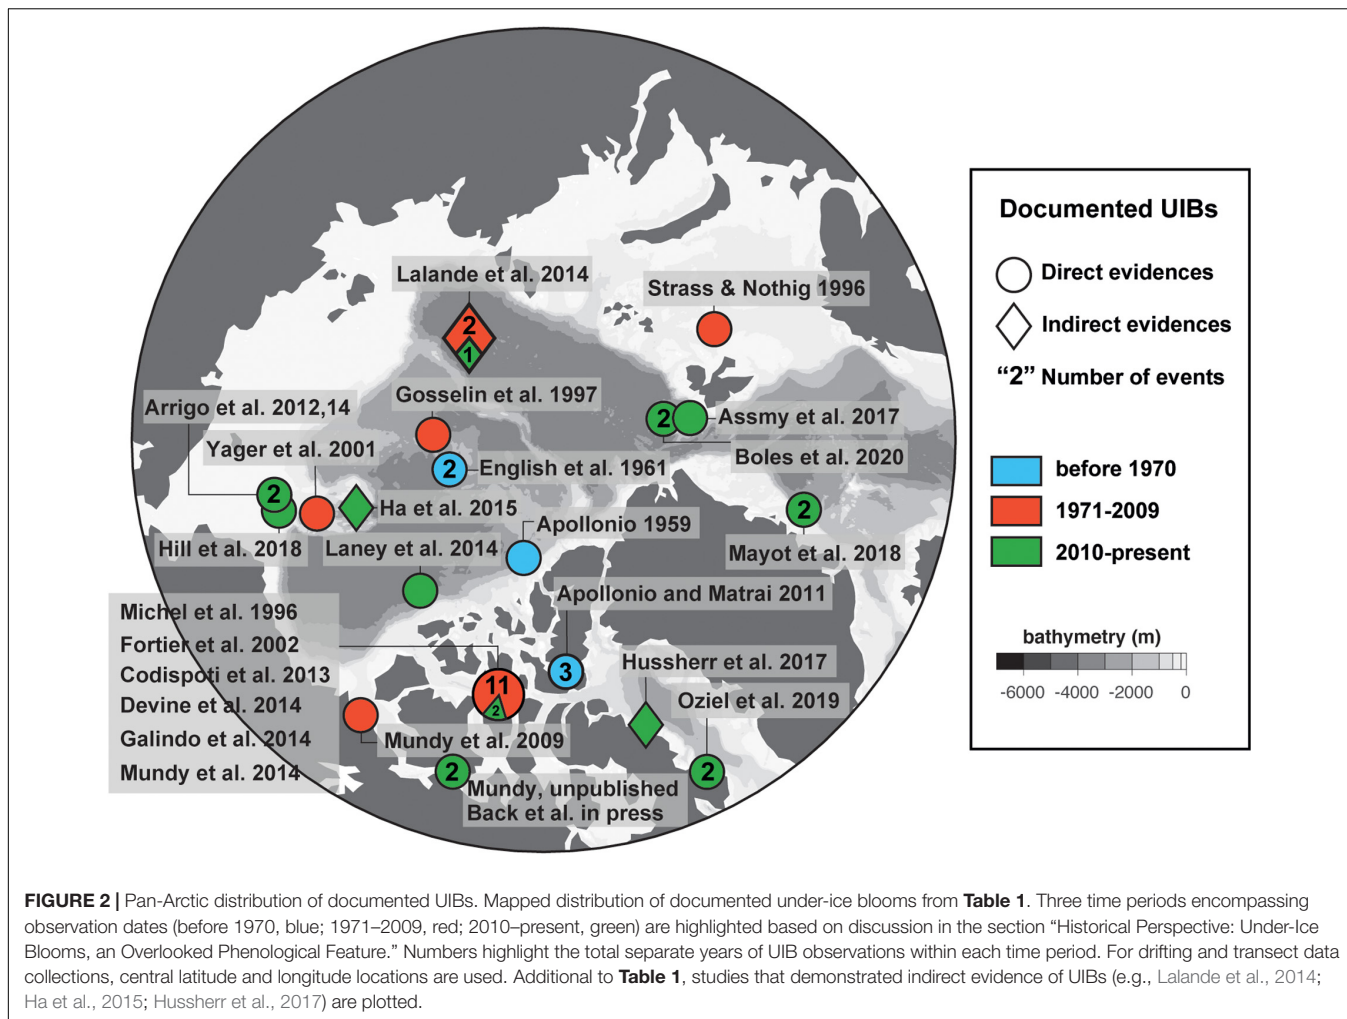 Lalande et al. 2014
Strass & Nothig 1996
2
1
Gosselin et al. 1997
Arrigo et al. 2012,14
Yager et al. 2001
2
Assmy et al. 2017
Boles et al. 2020
2
English et al. 1961
2
Ha et al. 2015
Apollonio 1959
2
Hill et al. 2018
Laney et al. 2014
Mayot et al. 2018
Apollonio and Matrai 2011
Michel et al. 1996
Fortier et al. 2002
Codispoti et al. 2013
Devine et al. 2014
Galindo et al. 2014
Mundy et al. 2014
11
2
3
Hussherr et al. 2017
Oziel et al. 2019
Mundy et al. 2009
2
Mundy, unpublished
Back et al. in press
2
Documented UIBs
Direct evidences
Indirect evidences
“2” Number of events
before 1970
1971-2009
2010-present
bathymetry (m)
-6000 -4000 -2000 0
FIGURE 2 | Pan-Arctic distribution of documented UIBs. Mapped distribution of documented under-ice blooms from Table 1. Three time periods encompassing
observation dates (before 1970, blue; 1971–2009, red; 2010–present, green) are highlighted based on discussion in the section “Historical Perspective: Under-Ice
Blooms, an Overlooked Phenological Feature.” Numbers highlight the total separate years of UIB observations within each time period. For drifting and transect data
collections, central latitude and longitude locations are used. Additional to Table 1, studies that demonstrated indirect evidence of UIBs (e.g., Lalande et al., 2014;
Ha et al., 2015; Hussherr et al., 2017) are plotted.